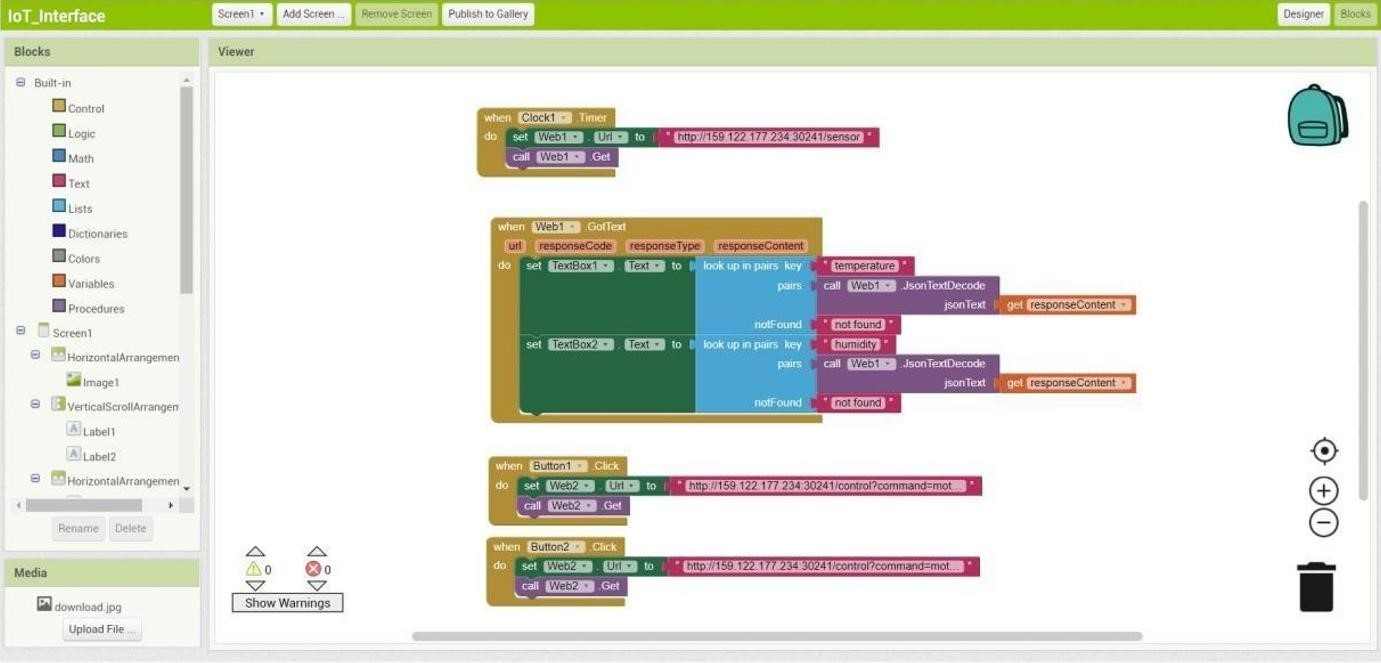 IoT_Interface Screen1 Add Screen ... Remove Screen Publish to Gallery Designer Blocks
Blocks
Viewer
Built-in
Control
Logic
Math
Text
Lists
Dictionaries
Colors
Variables
Procedures
Screen1
HorizontalArrangemen
Image1
VerticalScrollArrangem
Label1
Label2
HorizontalArrangemen
Rename Delete
Media
download.jpg
Upload File ...
when Clock1 .Timer
do set Web1 . Url to " http://159.122.177.234:30241/sensor "
call Web1 .Get
when Web1 .GotText
url responseCode responseType responseContent
do set TextBox1 . Text to look up in pairs key " temperature "
pairs call Web1 .JsonTextDecode
jsonText get responseContent
notFound " not found "
set TextBox2 . Text to look up in pairs key " humidity "
pairs call Web1 .JsonTextDecode
jsonText get responseContent
notFound " not found "
when Button1 .Click
do set Web2 . Url to " http://159.122.177.234:30241/control?command=mot... "
call Web2 .Get
when Button2 .Click
do set Web2 . Url to " http://159.122.177.234:30241/control?command=mot... "
call Web2 .Get
0 0
Show Warnings